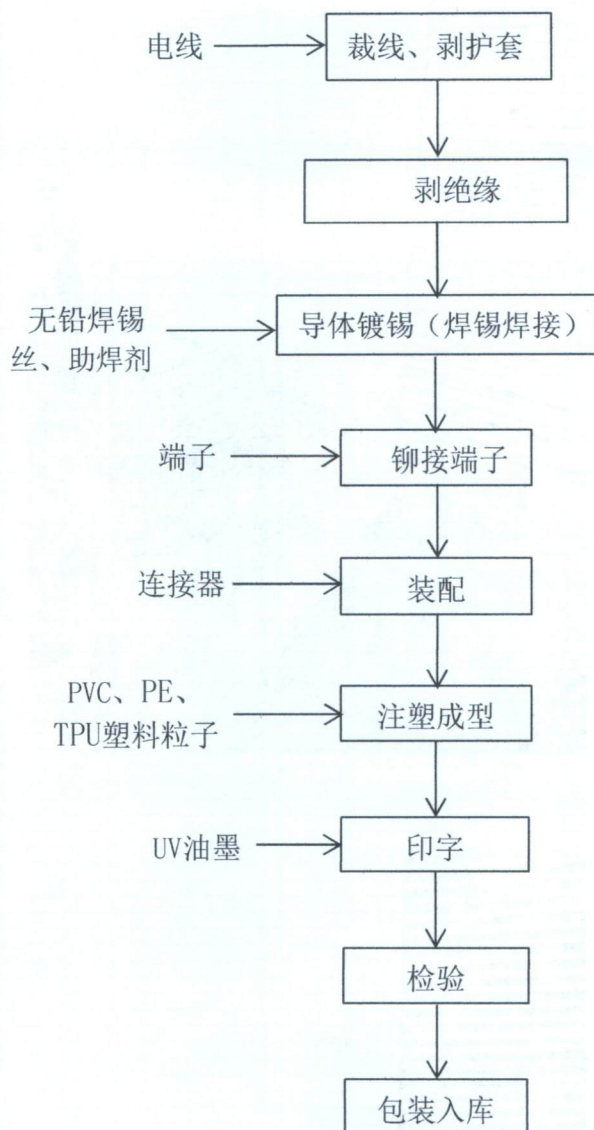 电线
裁线、剥护套
剥绝缘
无铅焊锡
丝、助焊剂
导体镀锡（焊锡焊接）
端子
铆接端子
连接器
装配
PVC、PE、
TPU塑料粒子
注塑成型
UV油墨
印字
检验
包装入库